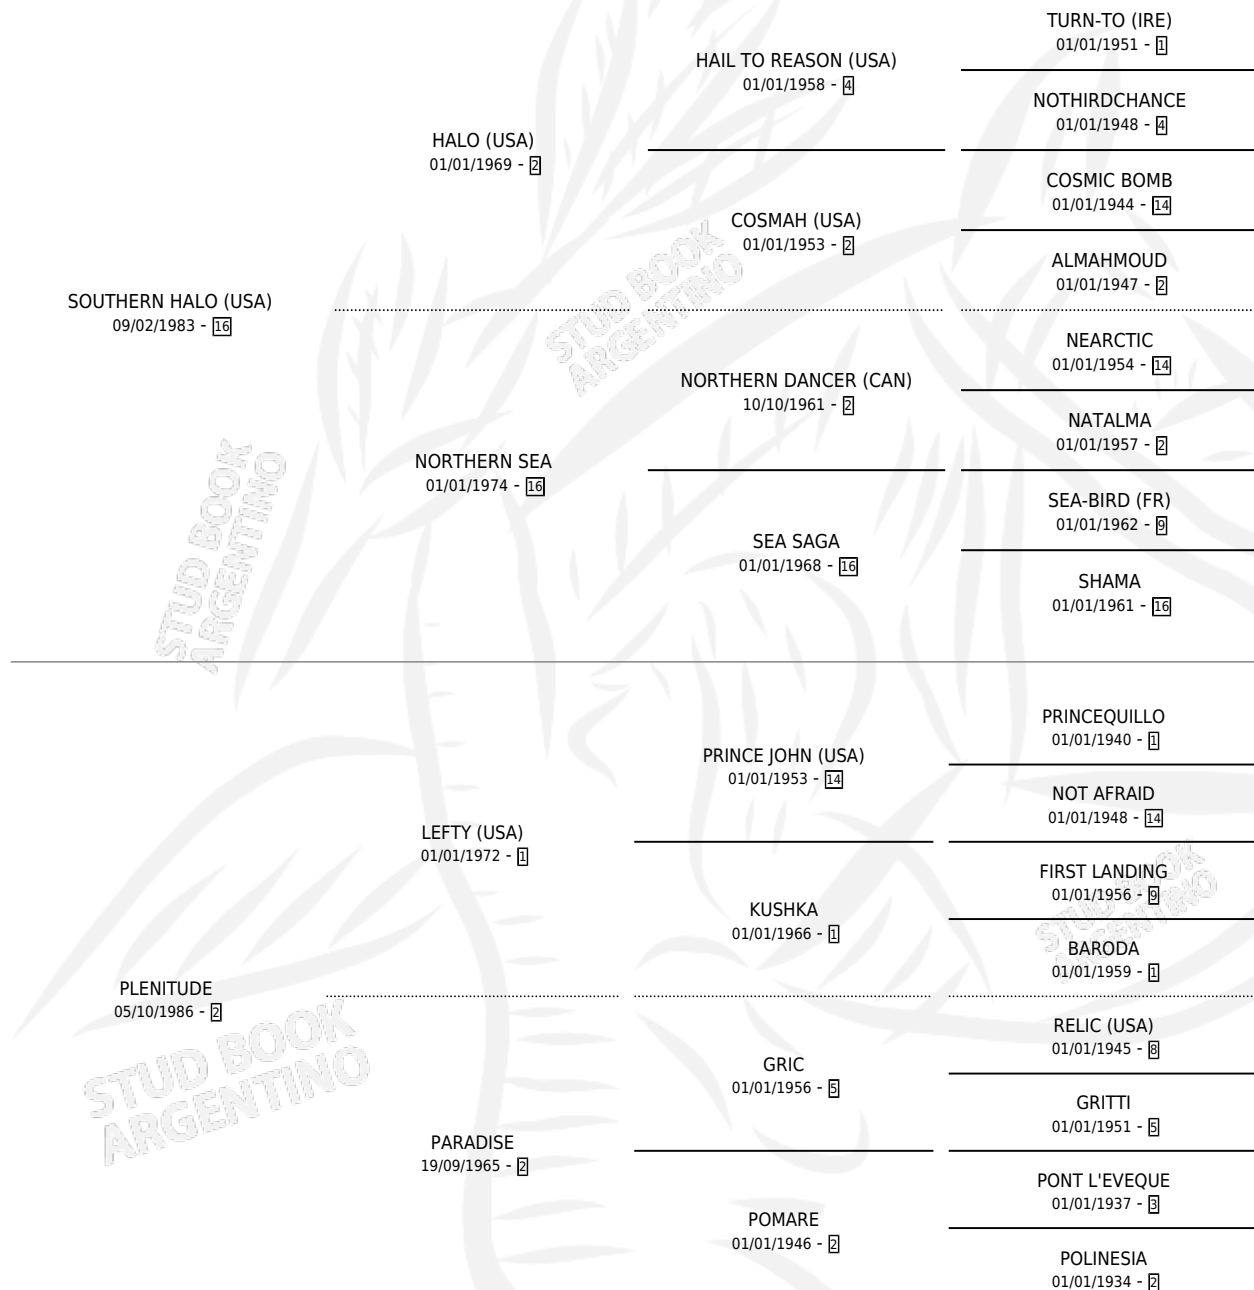 TURN-TO (IRE)
01/01/1951 - 1
HAIL TO REASON (USA)
01/01/1958 - 4
NOTHIRDCHANCE
01/01/1948 - 4
HALO (USA)
01/01/1969 - 2
COSMIC BOMB
01/01/1944 - 14
COSMAH (USA)
01/01/1953 - 2
ALMAHMOUD
01/01/1947 - 2
SOUTHERN HALO (USA)
09/02/1983 - 16
STUD BOOK
ARGENTINO
NEARCTIC
01/01/1954 - 14
NORTHERN DANCER (CAN)
10/10/1961 - 2
NATALMA
01/01/1957 - 2
NORTHERN SEA
01/01/1974 - 16
SEA-BIRD (FR)
01/01/1962 - 9
SEA SAGA
01/01/1968 - 16
SHAMA
01/01/1961 - 16
STUD BOOK
ARGENTINO
PRINCEQUILLO
01/01/1940 - 1
PRINCE JOHN (USA)
01/01/1953 - 14
NOT AFRAID
01/01/1948 - 14
LEFTY (USA)
01/01/1972 - 1
FIRST LANDING
01/01/1956 - 9
KUSHKA
01/01/1966 - 1
STUD BOOK
ARGENTINO
BARODA
01/01/1959 - 1
PLENITUDE
05/10/1986 - 2
STUD BOOK
ARGENTINO
RELIC (USA)
01/01/1945 - 8
GRIC
01/01/1956 - 5
GRITTI
01/01/1951 - 5
PARADISE
19/09/1965 - 2
PONT L'EVEQUE
01/01/1937 - 3
POMARE
01/01/1946 - 2
POLINESIA
01/01/1934 - 2